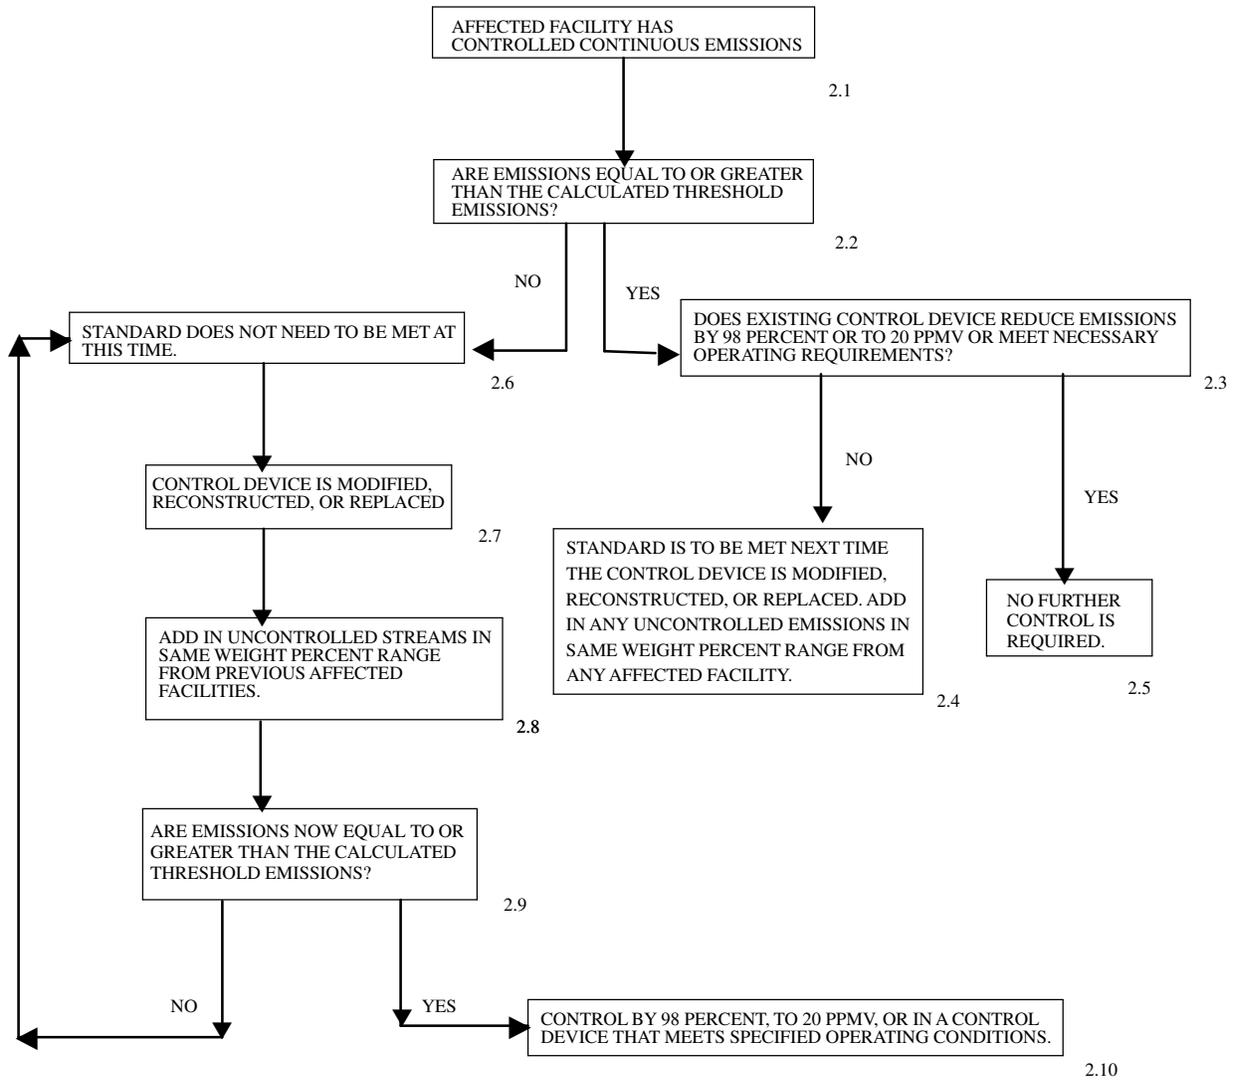 AFFECTED FACILITY HAS
CONTROLLED CONTINUOUS EMISSIONS
2.1
ARE EMISSIONS EQUAL TO OR GREATER
THAN THE CALCULATED THRESHOLD
EMISSIONS?
2.2
NO
YES
STANDARD DOES NOT NEED TO BE MET AT
THIS TIME.
2.6
DOES EXISTING CONTROL DEVICE REDUCE EMISSIONS
BY 98 PERCENT OR TO 20 PPMV OR MEET NECESSARY
OPERATING REQUIREMENTS?
2.3
NO
YES
CONTROL DEVICE IS MODIFIED,
RECONSTRUCTED, OR REPLACED
2.7
STANDARD IS TO BE MET NEXT TIME
THE CONTROL DEVICE IS MODIFIED,
RECONSTRUCTED, OR REPLACED. ADD
IN ANY UNCONTROLLED EMISSIONS IN
SAME WEIGHT PERCENT RANGE FROM
ANY AFFECTED FACILITY.
2.4
NO FURTHER
CONTROL IS
REQUIRED.
2.5
ADD IN UNCONTROLLED STREAMS IN
SAME WEIGHT PERCENT RANGE
FROM PREVIOUS AFFECTED
FACILITIES.
2.8
ARE EMISSIONS NOW EQUAL TO OR
GREATER THAN THE CALCULATED
THRESHOLD EMISSIONS?
2.9
NO
YES
CONTROL BY 98 PERCENT, TO 20 PPMV, OR IN A CONTROL
DEVICE THAT MEETS SPECIFIED OPERATING CONDITIONS.
2.10